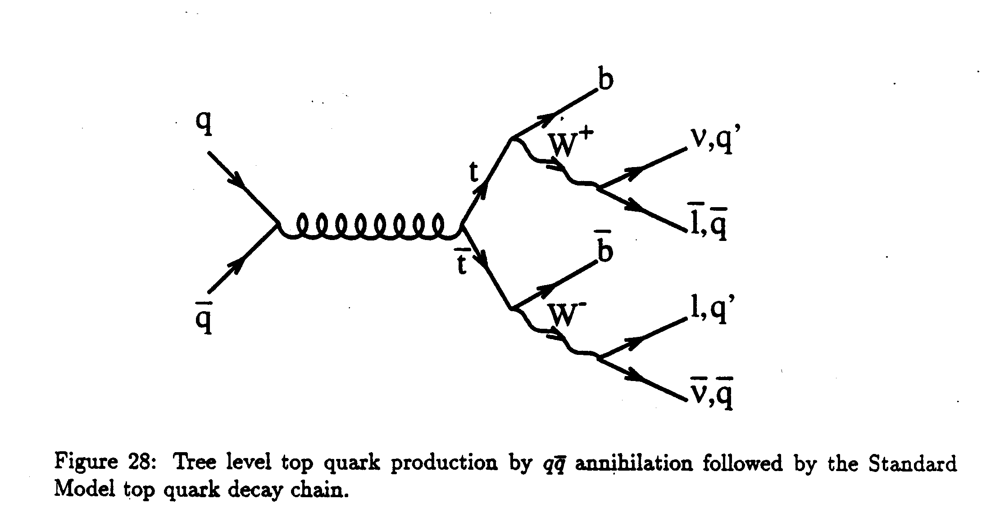 b
q
W⁺
ν,q’
t
l̅,q̅
b̅
t̅
l,q’
q̅
W⁻
ν̅,q̅
Figure 28: Tree level top quark production by qq̅ annihilation followed by the Standard
Model top quark decay chain.